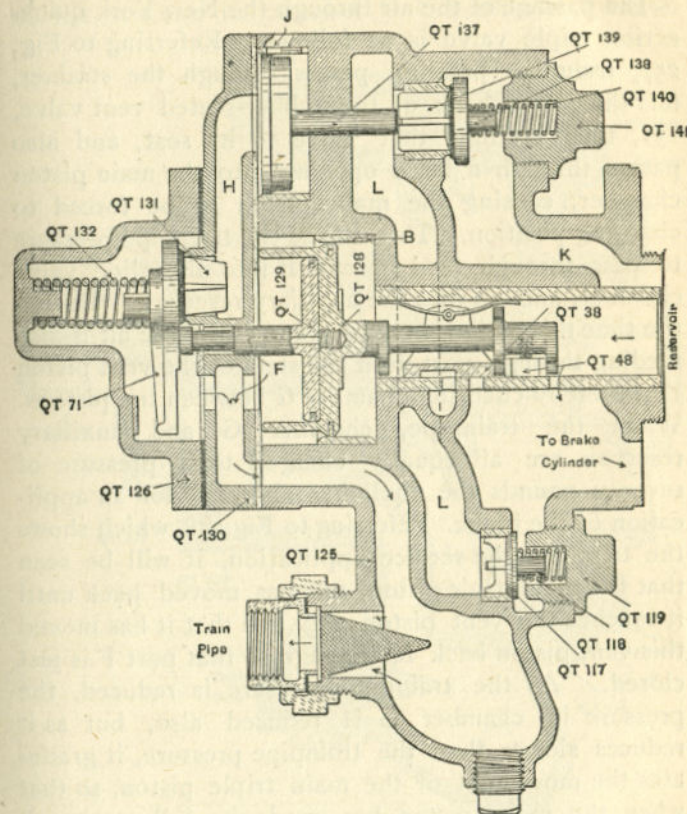 J
QT 137
QT 139
QT 138
QT 140
QT 141
H
L
QT 131
QT 132
B
K
QT 129
QT 128
QT 38
QT 48
Reservoir
F
QT 71
To Brake
Cylinder
QT 126
L
QT 130
QT 125
QT 119
QT 118
QT 117
Train
Pipe